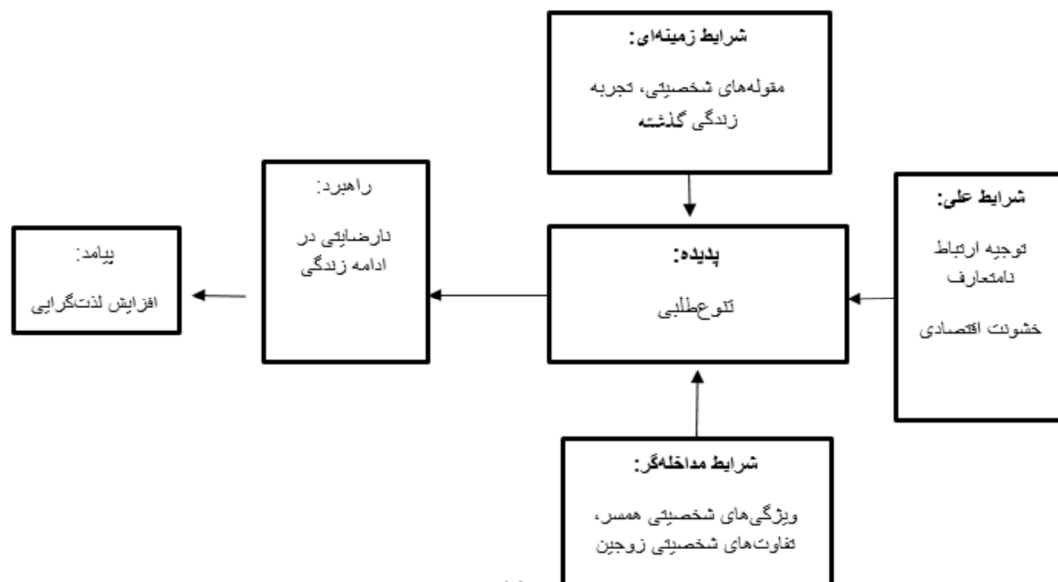 شرایط زمینه‌ای:
مقوله‌های شخصیتی، تجربه
زندگی گذشته
شرایط علی:
توجیه ارتباط
نامتعارف
خشونت اقتصادی
پدیده:
تنوع‌طلبی
راهبرد:
نارضایتی در
ادامه زندگی
پیامد:
افزایش لذت‌گرایی
شرایط مداخله‌گر:
ویژگی‌های شخصیتی همسر،
تفاوت‌های شخصیتی زوجین